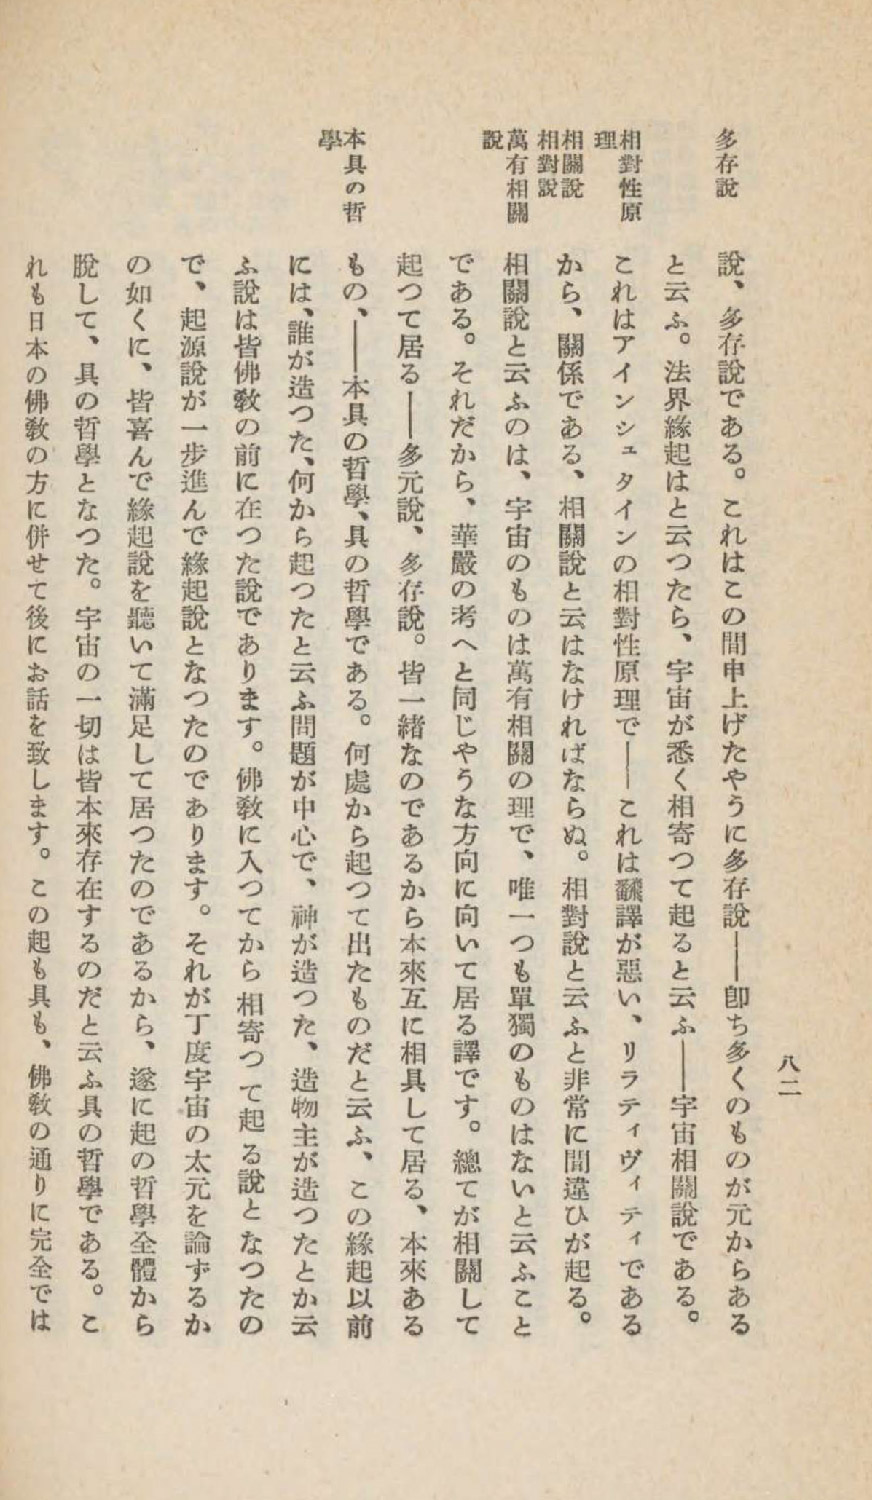 八二
多存說
相對性原
理
相關說
相對說
萬有相關
說
本具の哲
學
說、多存說である。これはこの間申上げたやうに多存說――卽ち多くのものが元からある
と云ふ。法界緣起はと云つたら、宇宙が悉く相寄つて起ると云ふ――宇宙相關說である。
これはアインシュタインの相對性原理で――これは飜譯が惡い、リラティヴィティである
から、關係である、相關說と云はなければならぬ。相對說と云ふと非常に間違ひが起る。
相關說と云ふのは、宇宙のものは萬有相關の理で、唯一つも單獨のものはないと云ふこと
である。それだから、華嚴の考へと同じやうな方向に向いて居る譯です。總てが相關して
起つて居る――多元說、多存說。皆一緒なのであるから本來互に相具して居る、本來ある
もの、――本具の哲學、具の哲學である。何處から起つて出たものだと云ふ、この緣起以前
には、誰が造つた、何から起つたと云ふ問題が中心で、神が造つた、造物主が造つたとか云
ふ說は皆佛敎の前に在つた說であります。佛敎に入つてから相寄つて起る說となつたの
で、起源說が一步進んで緣起說となつたのであります。それが丁度宇宙の太元を論ずるか
の如くに、皆喜んで緣起說を聽いて滿足して居つたのであるから、遂に起の哲學全體から
脫して、具の哲學となつた。宇宙の一切は皆本來存在するのだと云ふ具の哲學である。こ
れも日本の佛敎の方に併せて後にお話を致します。この起も具も、佛敎の通りに完全では